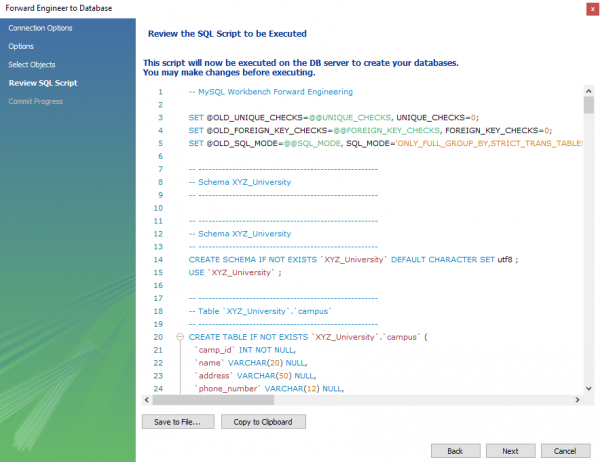 Forward Engineer to Database
x
Connection Options
Options
Select Objects
Review SQL Script
Commit Progress
Review the SQL Script to be Executed
This script will now be executed on the DB server to create your databases.
You may make changes before executing.
1 -- MySQL Workbench Forward Engineering
2
3 SET @OLD_UNIQUE_CHECKS=@@UNIQUE_CHECKS, UNIQUE_CHECKS=0;
4 SET @OLD_FOREIGN_KEY_CHECKS=@@FOREIGN_KEY_CHECKS, FOREIGN_KEY_CHECKS=0;
5 SET @OLD_SQL_MODE=@@SQL_MODE, SQL_MODE='ONLY_FULL_GROUP_BY,STRICT_TRANS_TABLES
6
7 -- -----------------------------------------------------
8 -- Schema XYZ_University
9 -- -----------------------------------------------------
10
11 -- -----------------------------------------------------
12 -- Schema XYZ_University
13 -- -----------------------------------------------------
14 CREATE SCHEMA IF NOT EXISTS `XYZ_University` DEFAULT CHARACTER SET utf8 ;
15 USE `XYZ_University` ;
16
17 -- -----------------------------------------------------
18 -- Table `XYZ_University`.`campus`
19 -- -----------------------------------------------------
20 CREATE TABLE IF NOT EXISTS `XYZ_University`.`campus` (
21 `camp_id` INT NOT NULL,
22 `name` VARCHAR(20) NULL,
23 `address` VARCHAR(50) NULL,
24 `phone_number` VARCHAR(12) NULL,
Save to File... Copy to Clipboard
Back Next Cancel